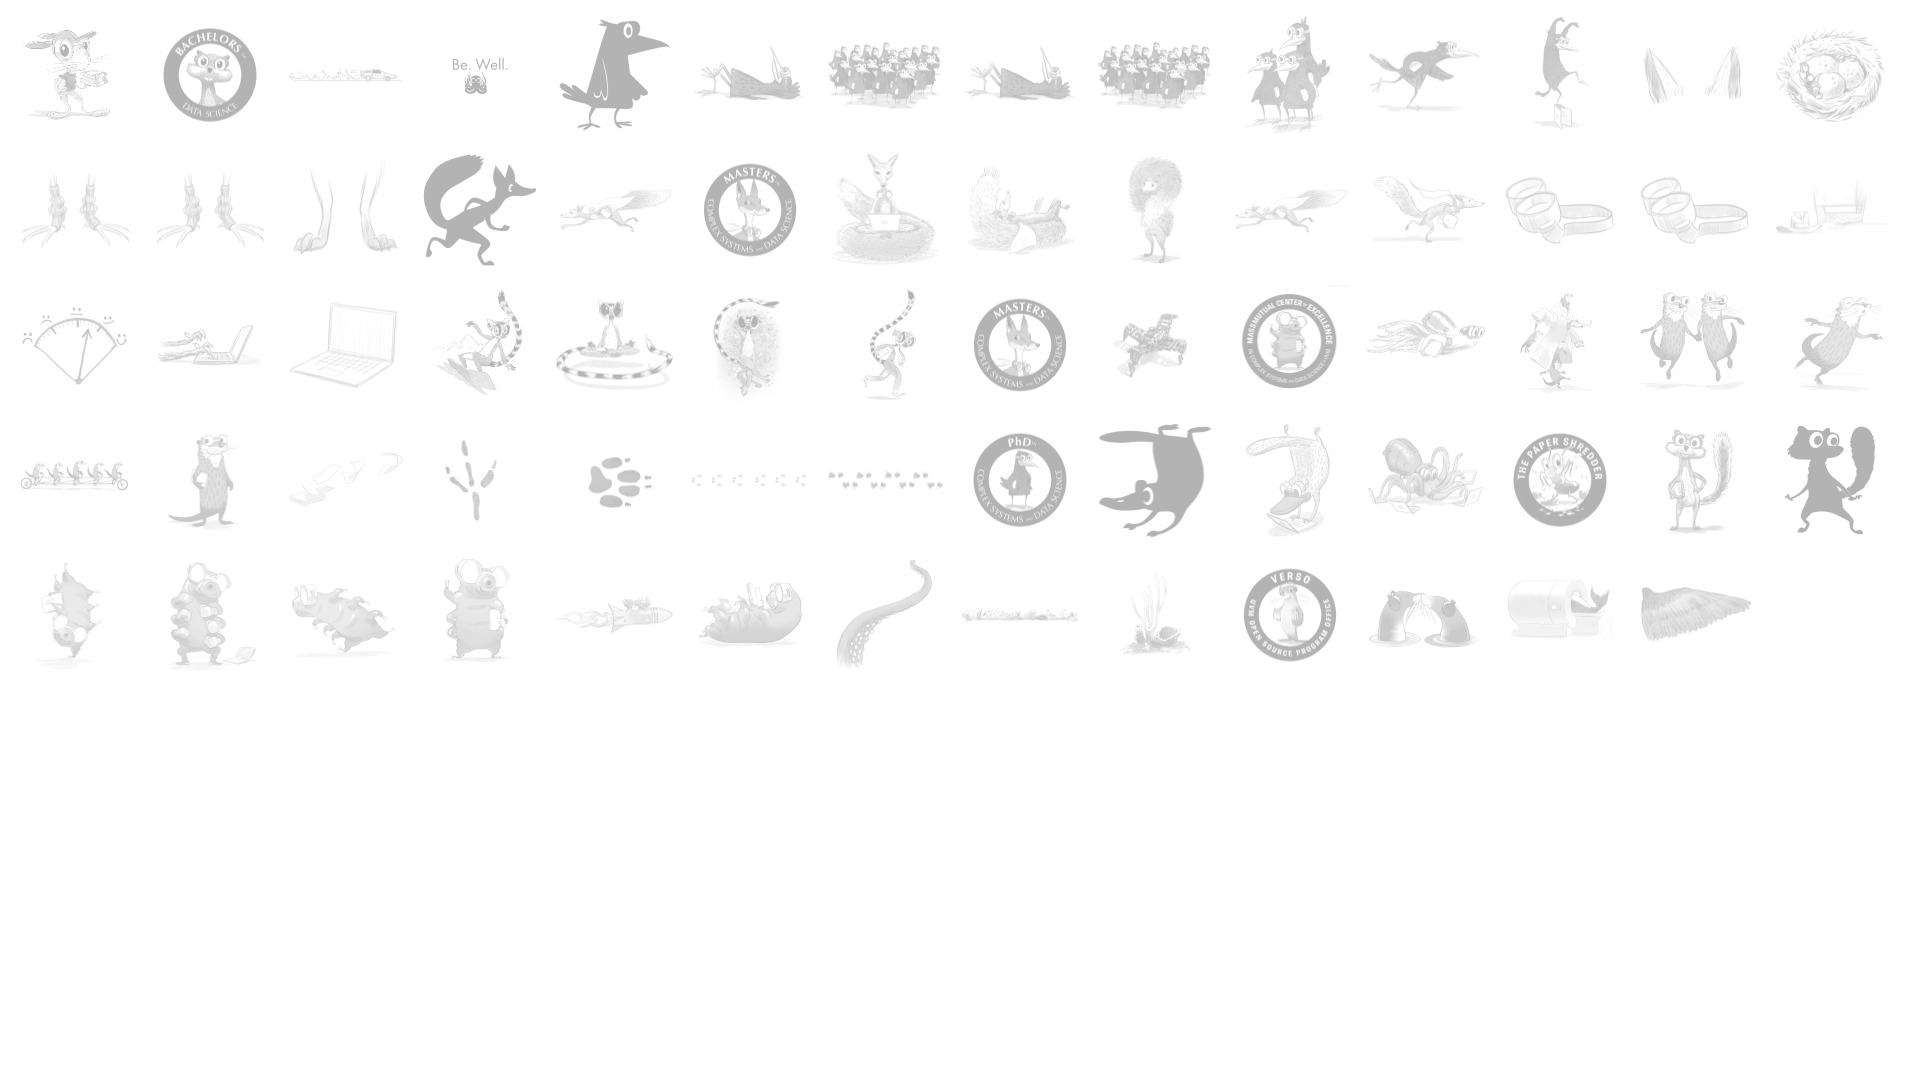 BACHELORS IN
DATA SCIENCE
Be. Well.
MASTERS IN
COMPLEX SYSTEMS AND DATA SCIENCE
MASTERS IN
COMPLEX SYSTEMS AND DATA SCIENCE
MASSMUTUAL CENTER OF EXCELLENCE
IN COMPLEX SYSTEMS AND DATA SCIENCE
PhD IN
COMPLEX SYSTEMS AND DATA SCIENCE
THE PAPER SHREDDER
VERSO
UVM OPEN SOURCE PROGRAM OFFICE